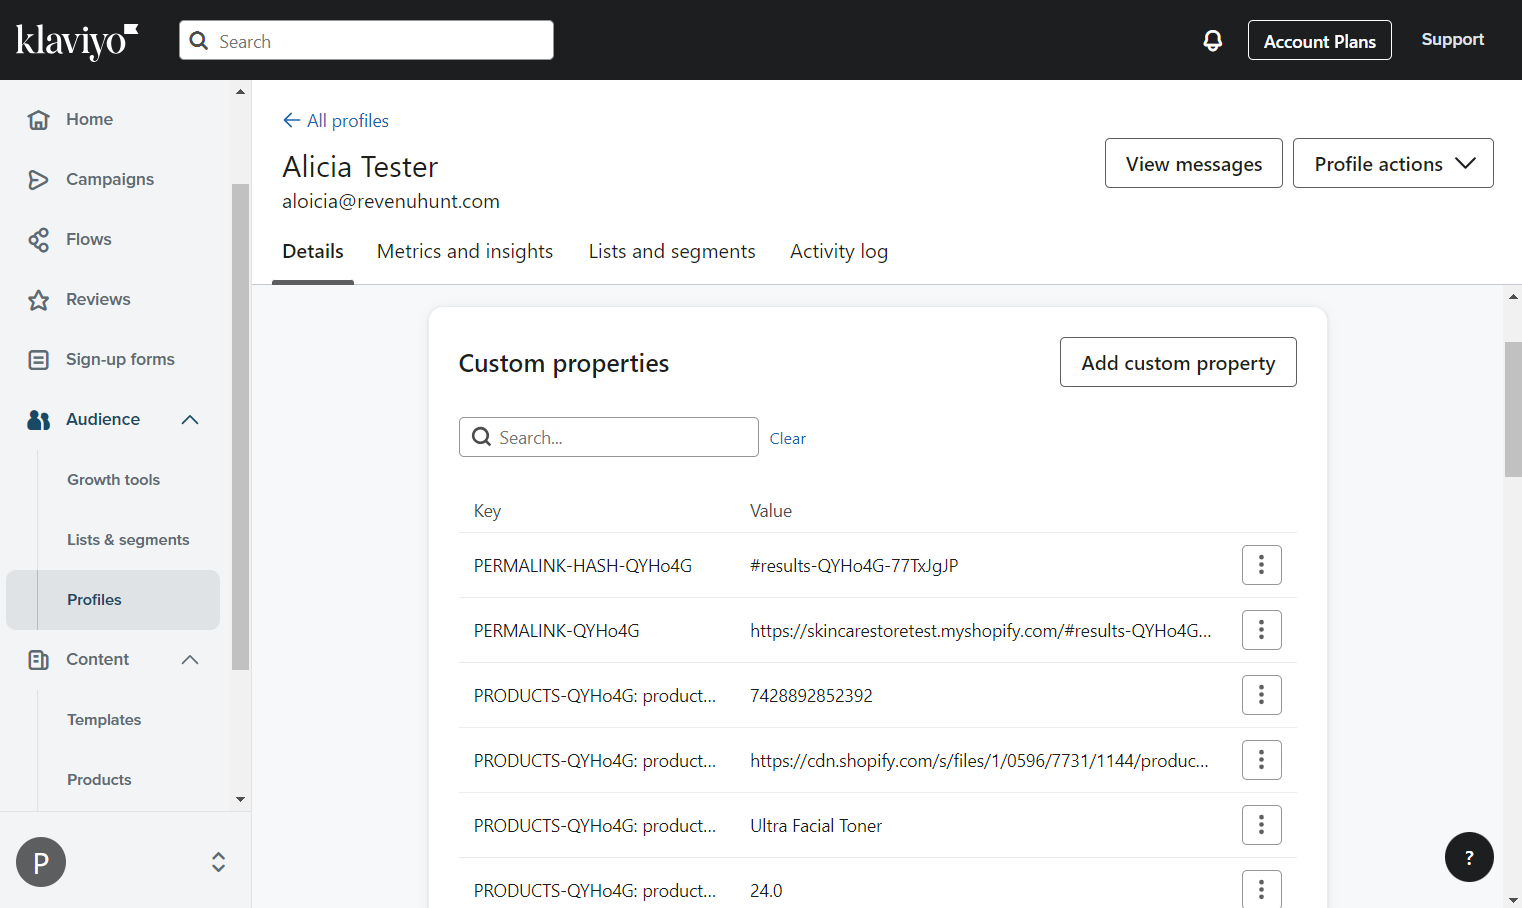 klaviyo
Search
Account Plans
Support
Home
Campaigns
Flows
Reviews
Sign-up forms
Audience
Growth tools
Lists & segments
Profiles
Content
Templates
Products
P
All profiles
Alicia Tester
aloicia@revenuhunt.com
View messages
Profile actions
Details Metrics and insights Lists and segments Activity log
Custom properties
Add custom property
Search...
Clear
Key Value
PERMALINK-HASH-QYHo4G #results-QYHo4G-77TxJgJP
PERMALINK-QYHo4G https://skincarestoretest.myshopify.com/#results-QYHo4G...
PRODUCTS-QYHo4G: product... 7428892852392
PRODUCTS-QYHo4G: product... https://cdn.shopify.com/s/files/1/0596/7731/1144/produc...
PRODUCTS-QYHo4G: product... Ultra Facial Toner
PRODUCTS-QYHo4G: product... 24.0
?